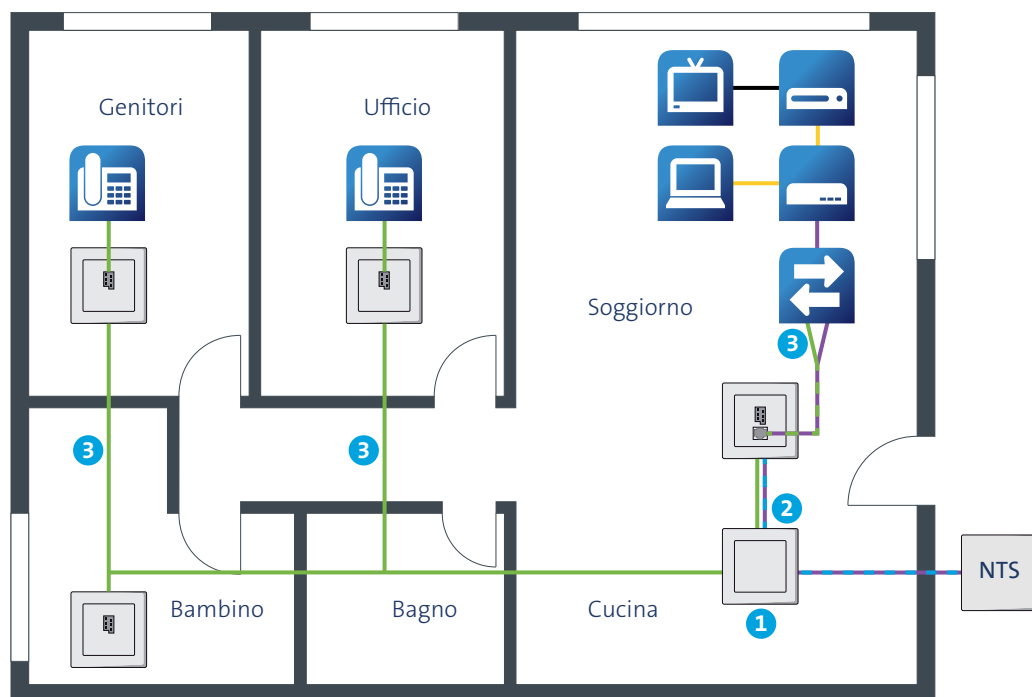 Genitori
Ufficio
Soggiorno
3
3
3
2
NTS
Bambino
Bagno
Cucina
1